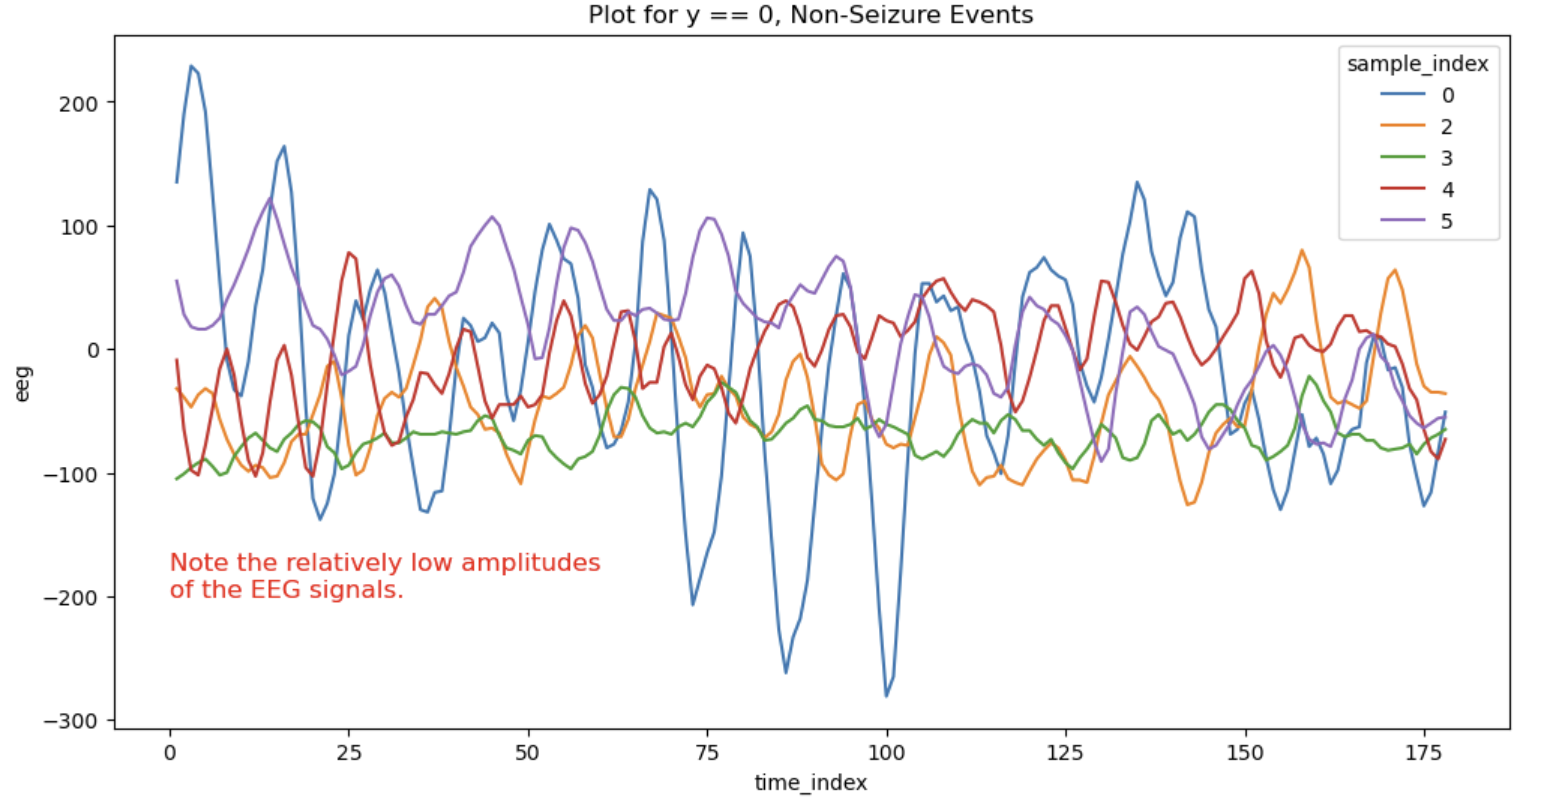 Plot for y == 0, Non-Seizure Events
sample_index
0
2
3
4
5
200
100
0
−100
−200
−300
eeg
Note the relatively low amplitudes
of the EEG signals.
0 25 50 75 100 125 150 175
time_index